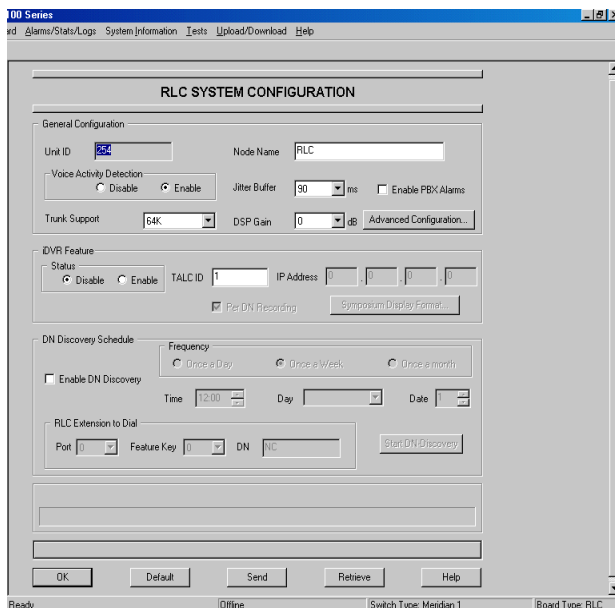 100 Series
ard Alarms/Stats/Logs System Information Tests Upload/Download Help
RLC SYSTEM CONFIGURATION
General Configuration
Unit ID 254 Node Name RLC
Voice Activity Detection
Disable Enable Jitter Buffer 90 ms Enable PBX Alarms
Trunk Support 64K DSP Gain 0 dB Advanced Configuration...
iDVR Feature
Status
Disable Enable TALC ID 1 IP Address 0 . 0 . 0 . 0
Per DN Recording Symposium Display Format...
DN Discovery Schedule
Frequency
Once a Day Once a Week Once a month
Enable DN Discovery
Time 12:00 Day Date 1
RLC Extension to Dial
Port 0 Feature Key 0 DN NC Start DN-Discovery
OK Default Send Retrieve Help
Ready Offline Switch Type: Meridian 1 Board Type: RLC